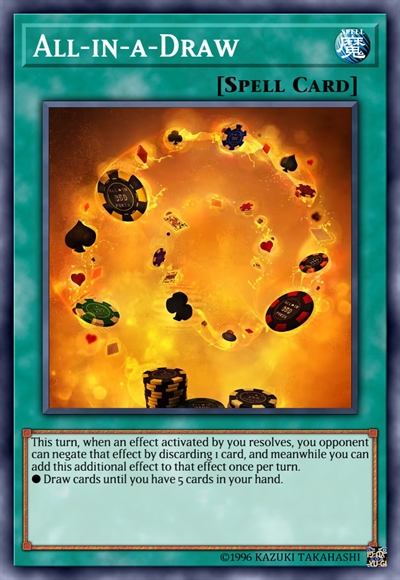 All-in-a-Draw
SPELL
魔
[Spell Card]
This turn, when an effect activated by you resolves, you opponent
can negate that effect by discarding 1 card, and meanwhile you can
add this additional effect to that effect once per turn.
● Draw cards until you have 5 cards in your hand.
©1996 KAZUKI TAKAHASHI